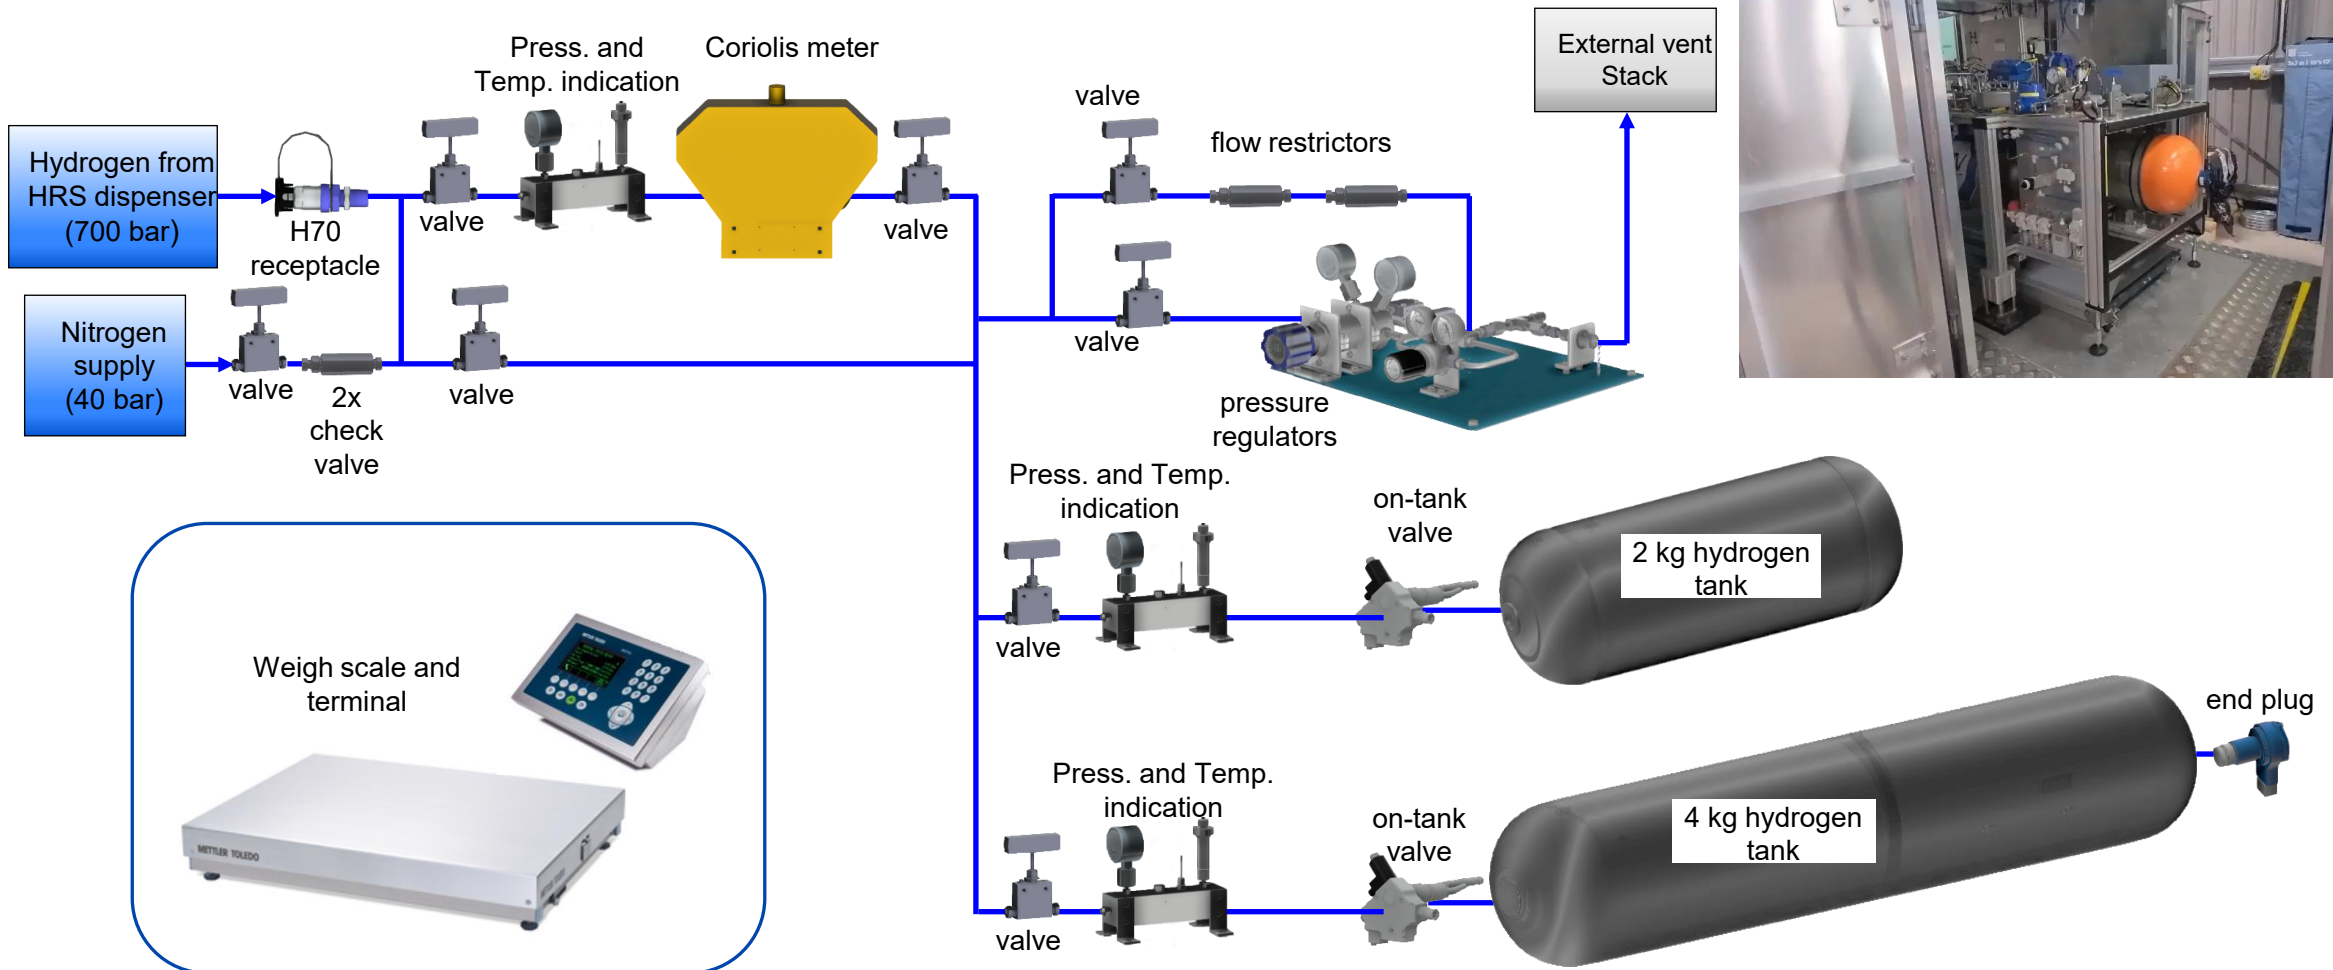 Press. and
Temp. indication
Coriolis meter
External vent
Stack
valve
flow restrictors
Hydrogen from
HRS dispenser
(700 bar)
H70
receptacle
valve
valve
Nitrogen
supply
(40 bar)
valve
2x
check
valve
valve
valve
pressure
regulators
Press. and Temp.
indication
on-tank
valve
2 kg hydrogen
tank
valve
Weigh scale and
terminal
METTLER TOLEDO
end plug
Press. and Temp.
indication
on-tank
valve
4 kg hydrogen
tank
valve